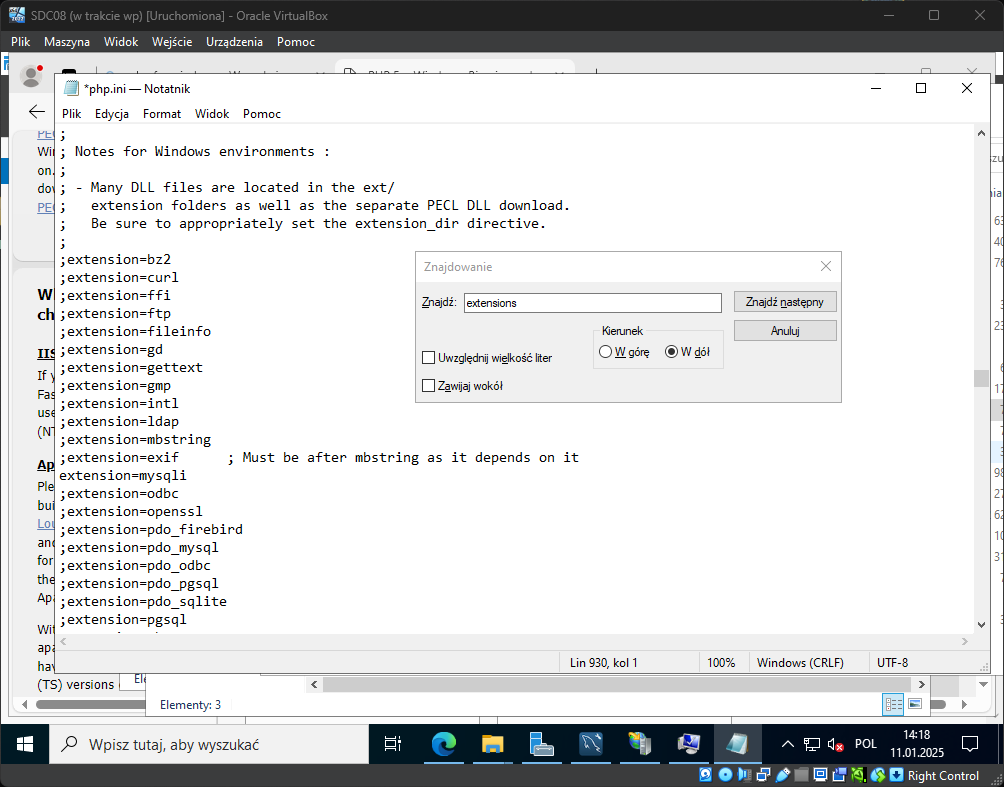 SDC08 (w trakcie wp) [Uruchomiona] - Oracle VirtualBox
Plik Maszyna Widok Wejście Urządzenia Pomoc
*php.ini — Notatnik
Plik Edycja Format Widok Pomoc
;
; Notes for Windows environments :
;
; - Many DLL files are located in the ext/
;   extension folders as well as the separate PECL DLL download.
;   Be sure to appropriately set the extension_dir directive.
;
;extension=bz2
;extension=curl
;extension=ffi
;extension=ftp
;extension=fileinfo
;extension=gd
;extension=gettext
;extension=gmp
;extension=intl
;extension=ldap
;extension=mbstring
;extension=exif      ; Must be after mbstring as it depends on it
extension=mysqli
;extension=odbc
;extension=openssl
;extension=pdo_firebird
;extension=pdo_mysql
;extension=pdo_odbc
;extension=pdo_pgsql
;extension=pdo_sqlite
;extension=pgsql
Znajdowanie
Znajdź: extensions
Znajdź następny
Anuluj
Kierunek
W górę W dół
Uwzględnij wielkość liter
Zawijaj wokół
Lin 930, kol 1 100% Windows (CRLF) UTF-8
(TS) versions
Elementy: 3
Wpisz tutaj, aby wyszukać
POL
14:18
11.01.2025
Right Control